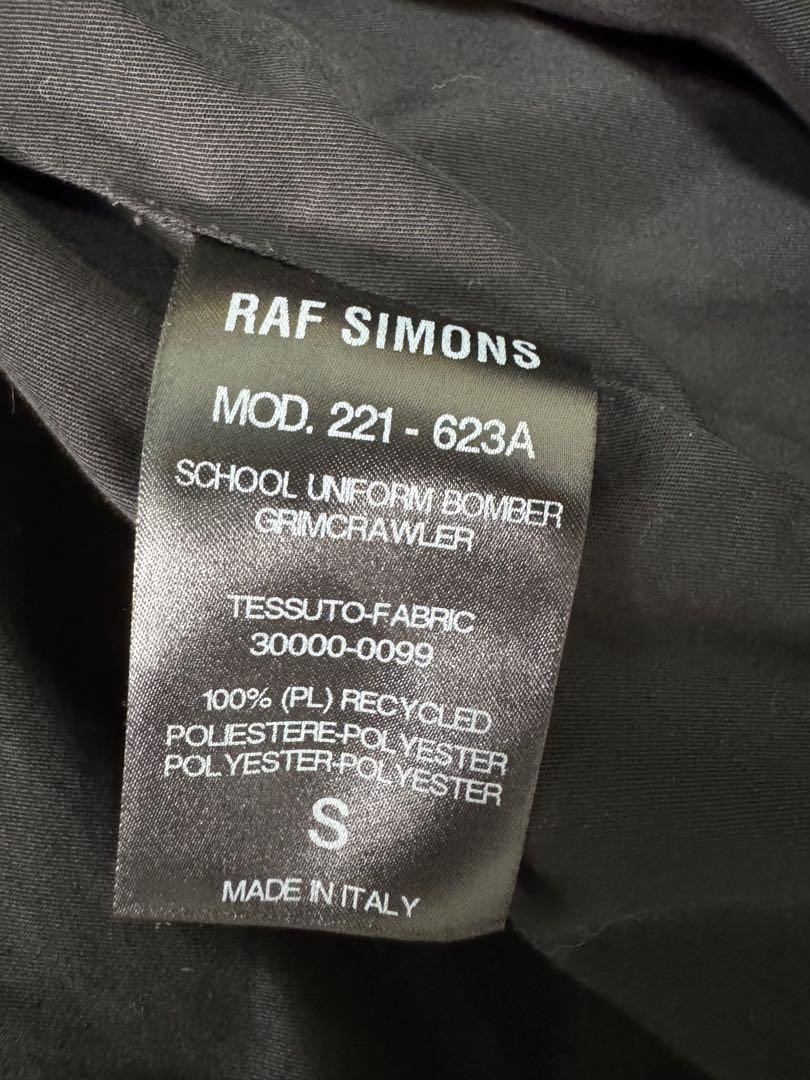 RAF SIMONS
MOD. 221 - 623A
SCHOOL UNIFORM BOMBER
GRIMCRAWLER
TESSUTO-FABRIC
30000-0099
100% (PL) RECYCLED
POLIESTERE-POLYESTER
POLYESTER-POLYESTER
S
MADE IN ITALY